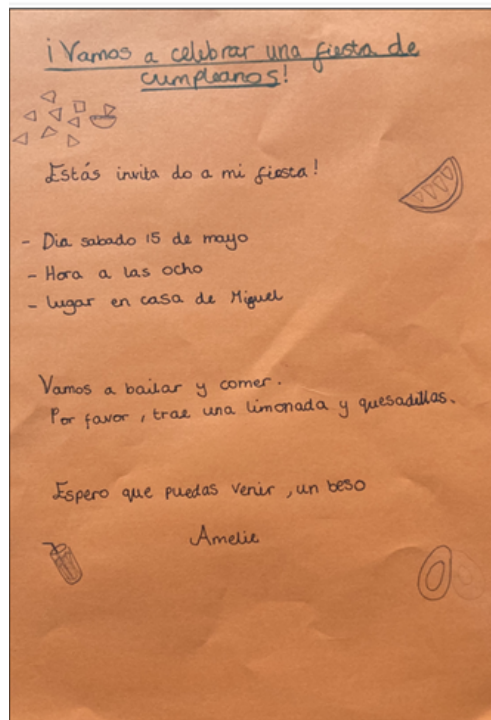 ¡Vamos a celebrar una fiesta de
cumpleanos!
Estás invita do a mi fiesta!
- Dia sabado 15 de mayo
- Hora a las ocho
- lugar en casa de Miguel
Vamos a bailar y comer.
Por favor, trae una limonada y quesadillas.
Espero que puedas venir, un beso
Amelie